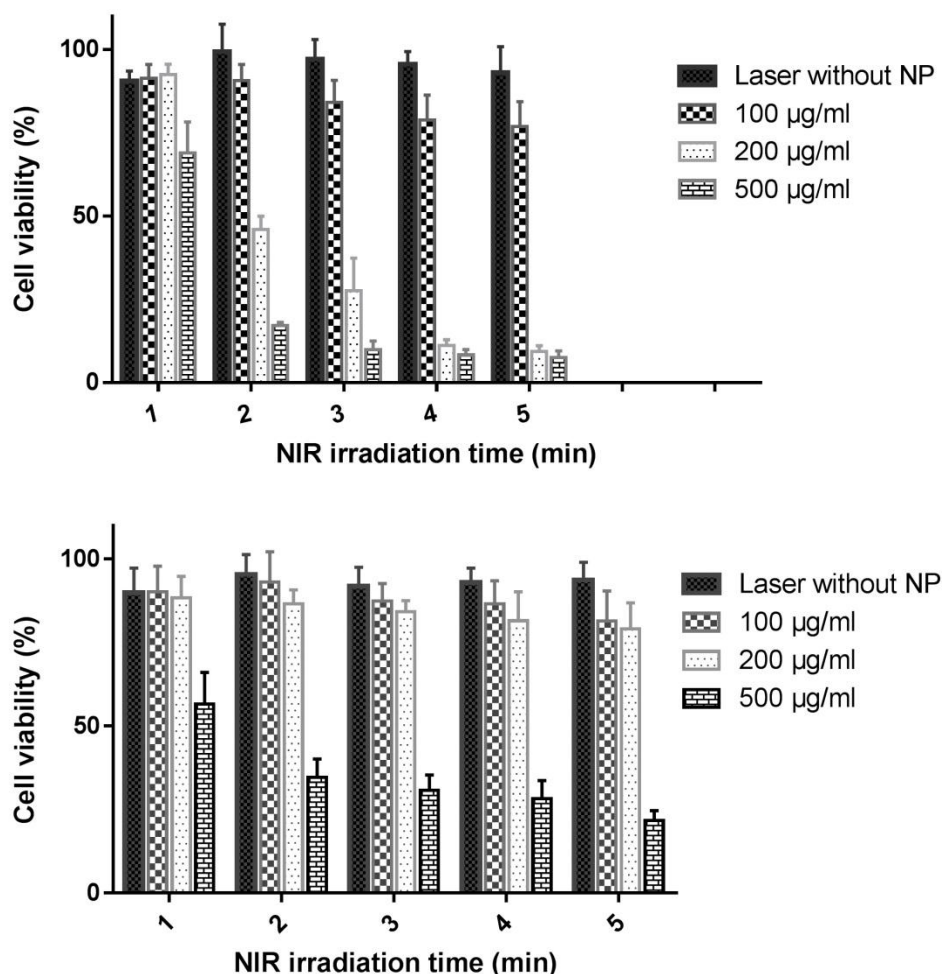 Cell viability (%)
100
50
0
1 2 3 4 5
NIR irradiation time (min)
Laser without NP
100 µg/ml
200 µg/ml
500 µg/ml
Cell viability (%)
100
50
0
1 2 3 4 5
NIR irradiation time (min)
Laser without NP
100 µg/ml
200 µg/ml
500 µg/ml